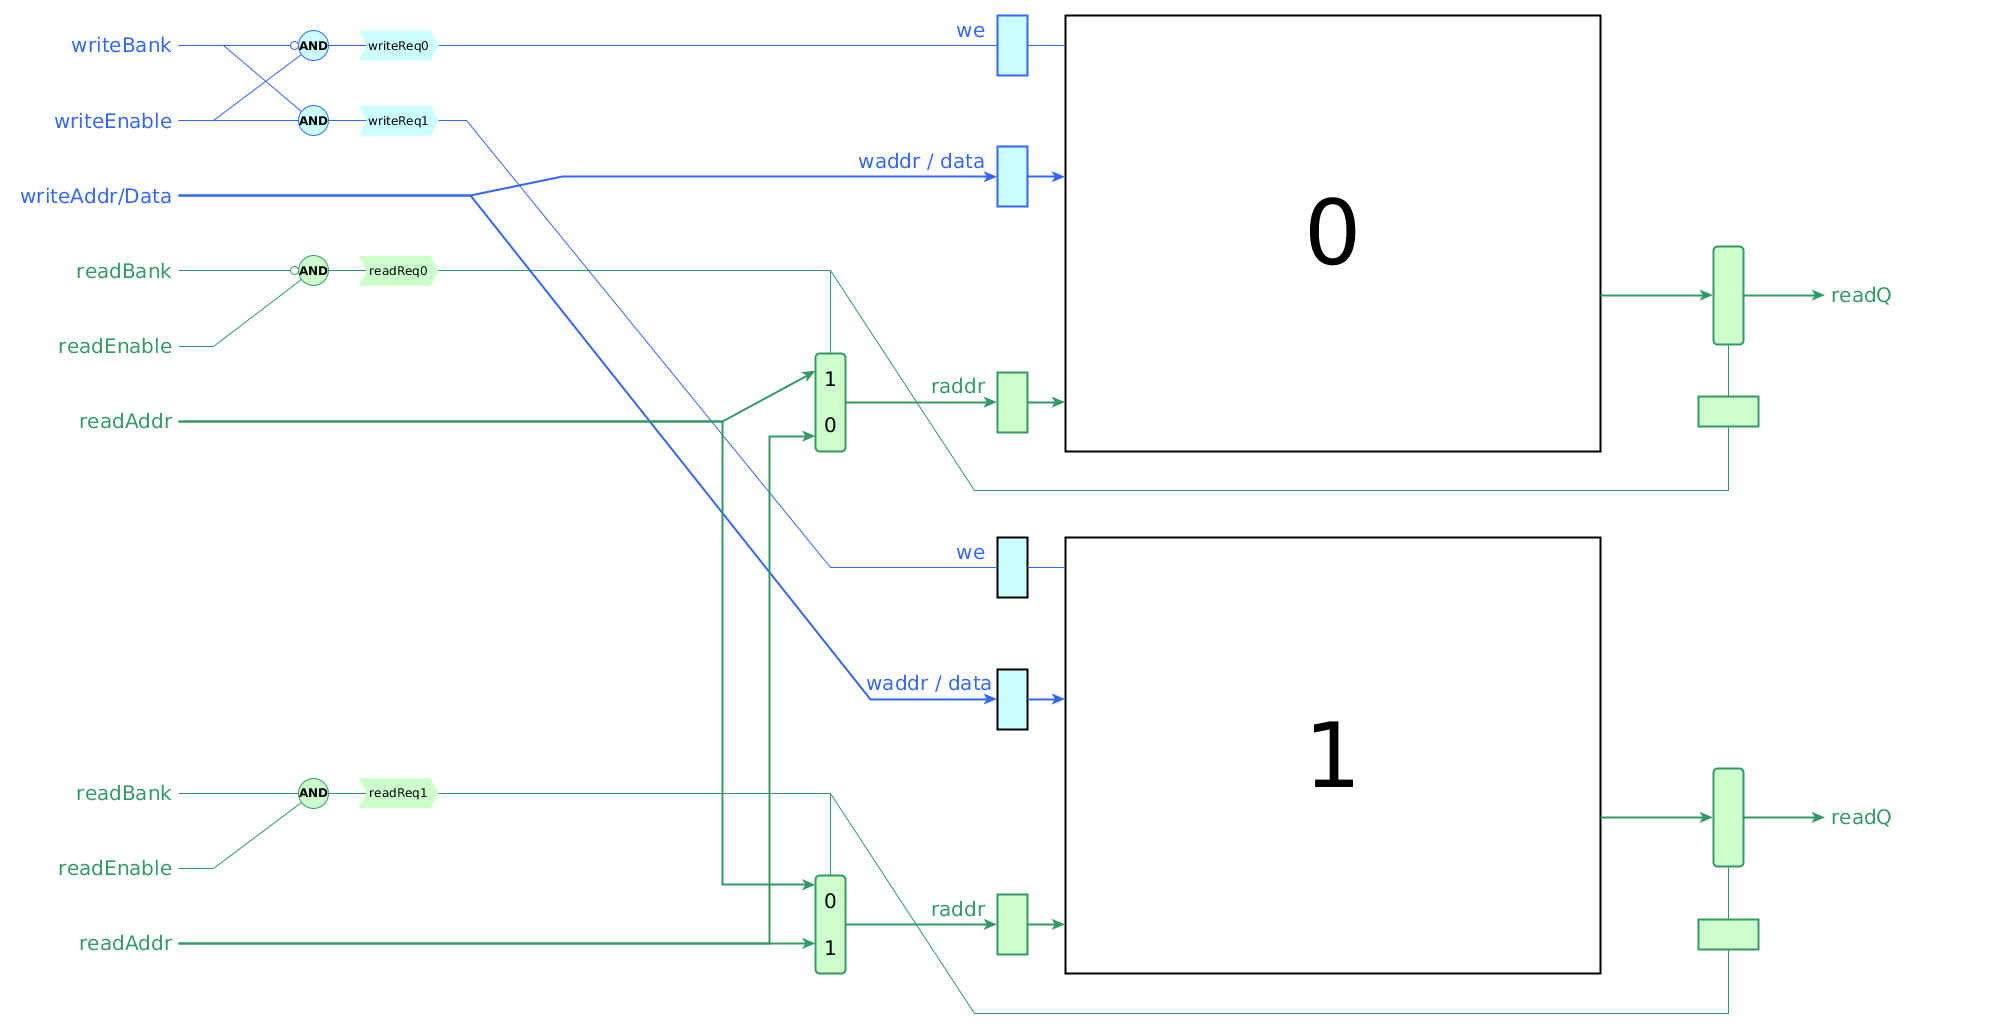 writeBank
AND
writeReq0
we
writeEnable
AND
writeReq1
waddr / data
writeAddr/Data
0
readBank
AND
readReq0
readQ
readEnable
1
0
raddr
readAddr
we
waddr / data
1
readBank
AND
readReq1
readQ
readEnable
0
1
raddr
readAddr